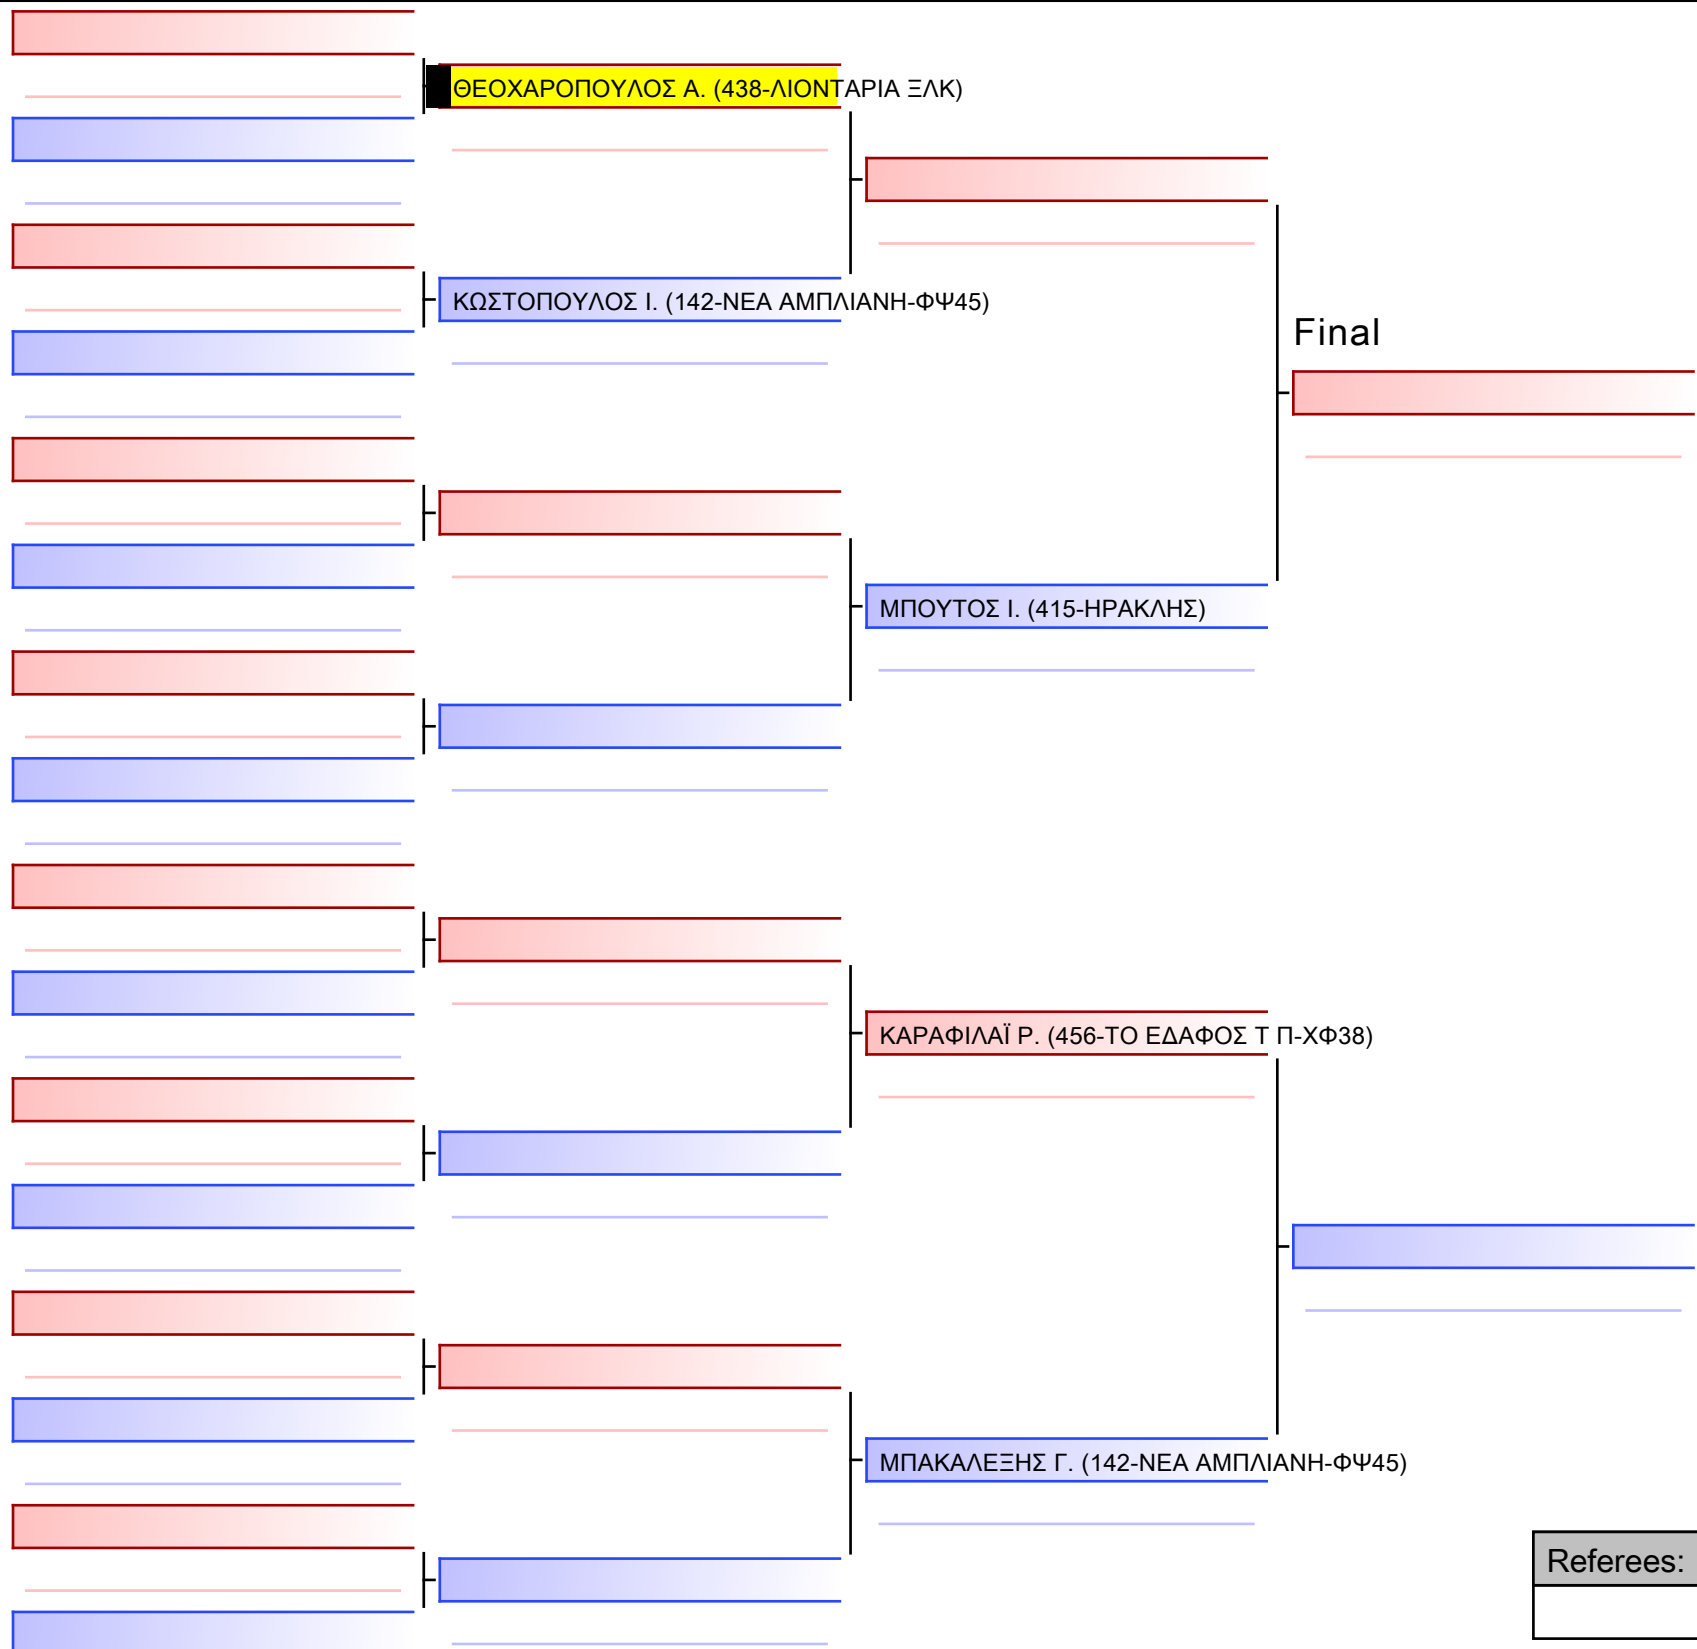 ΘΕΟΧΑΡΟΠΟΥΛΟΣ Α. (438-ΛΙΟΝΤΑΡΙΑ ΞΛΚ)
ΚΩΣΤΟΠΟΥΛΟΣ Ι. (142-ΝΕΑ ΑΜΠΛΙΑΝΗ-ΦΨ45)
Final
ΜΠΟΥΤΟΣ Ι. (415-ΗΡΑΚΛΗΣ)
ΚΑΡΑΦΙΛΑΪ Ρ. (456-ΤΟ ΕΔΑΦΟΣ Τ Π-ΧΦ38)
ΜΠΑΚΑΛΕΞΗΣ Γ. (142-ΝΕΑ ΑΜΠΛΙΑΝΗ-ΦΨ45)
Referees: